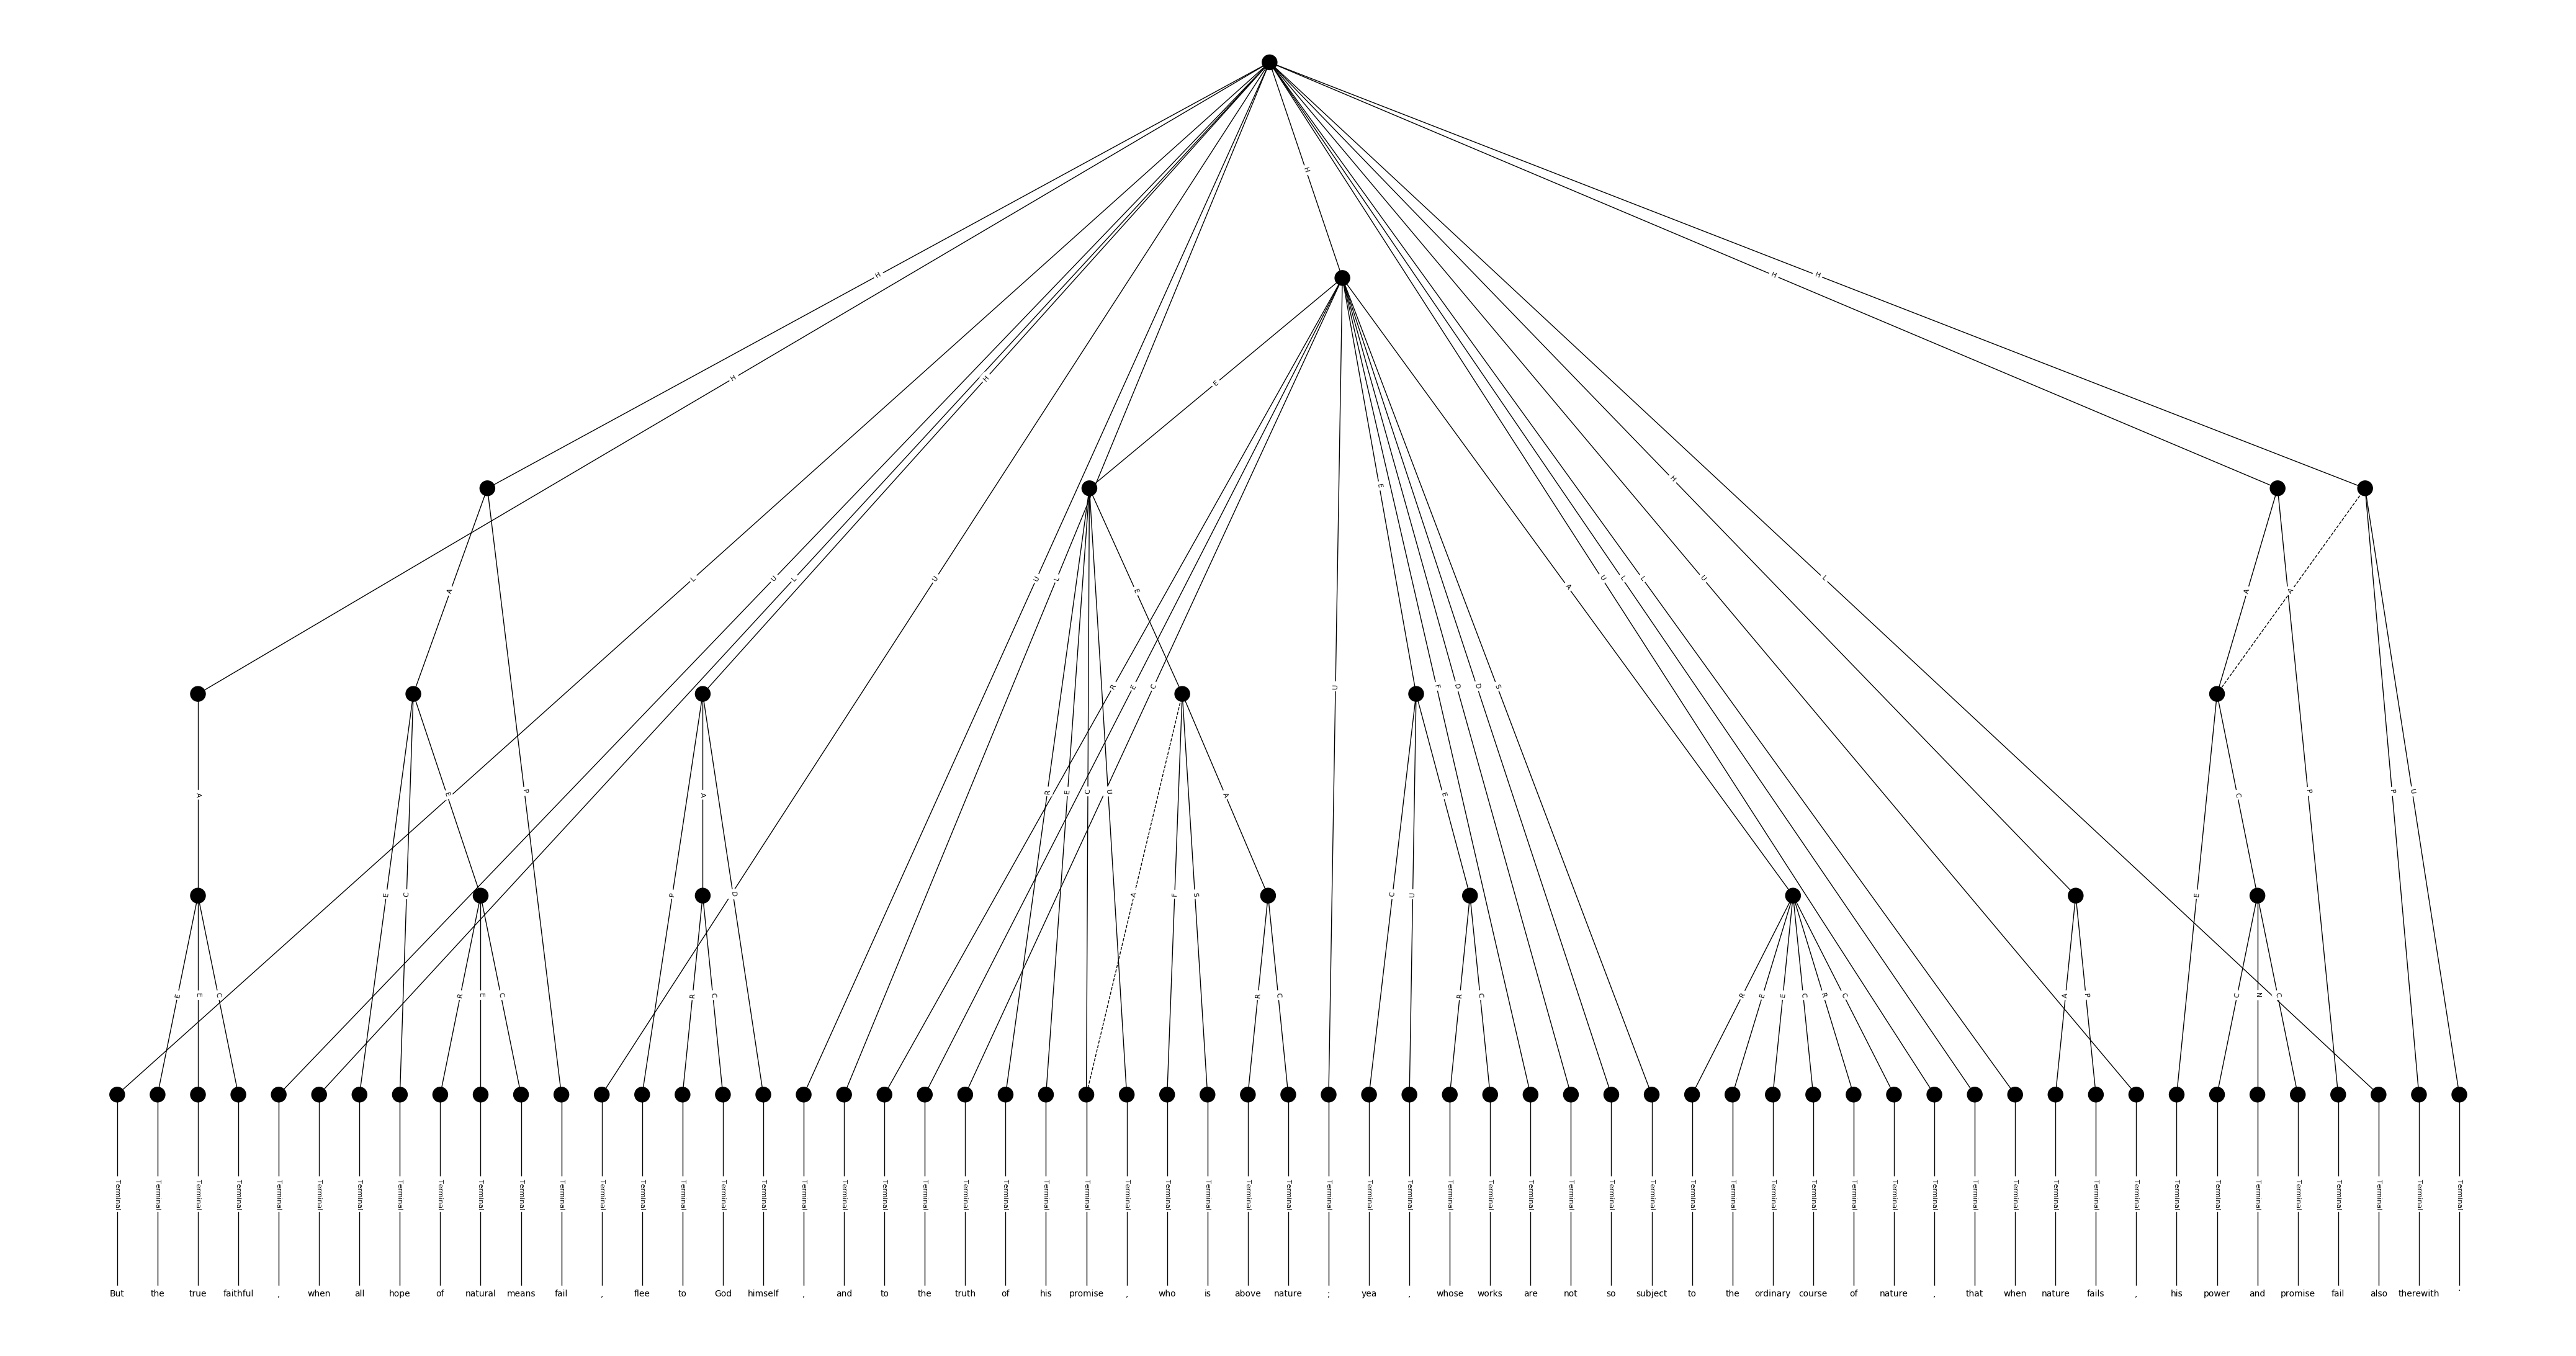 H
H H H
H H E
H E
L U L U U L A U L L U L
A E A A
R E C U F D D S
A E P A R E C U A E C P P U
E C P D A F S C U E
E E C R E C R C R C R C R E E C R C A P C N C
Terminal Terminal Terminal Terminal Terminal Terminal Terminal Terminal Terminal Terminal Terminal Terminal Terminal Terminal Terminal Terminal Terminal Terminal Terminal Terminal Terminal Terminal Terminal Terminal Terminal Terminal Terminal Terminal Terminal Terminal Terminal Terminal Terminal Terminal Terminal Terminal Terminal Terminal Terminal Terminal Terminal Terminal Terminal Terminal Terminal Terminal Terminal Terminal Terminal Terminal Terminal Terminal Terminal Terminal Terminal Terminal Terminal Terminal Terminal
But the true faithful , when all hope of natural means fail , flee to God himself , and to the truth of his promise , who is above nature ; yea , whose works are not so subject to the ordinary course of nature , that when nature fails , his power and promise fail also therewith .